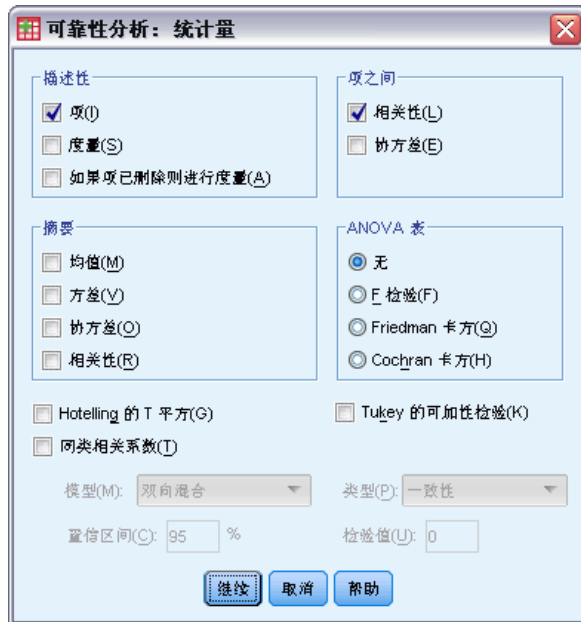 可靠性分析：统计量
描述性
项(I)
度量(S)
如果项已删除则进行度量(A)
项之间
相关性(L)
协方差(E)
摘要
均值(M)
方差(V)
协方差(O)
相关性(R)
ANOVA 表
无
F 检验(F)
Friedman 卡方(Q)
Cochran 卡方(H)
Hotelling 的 T 平方(G)
Tukey 的可加性检验(K)
同类相关系数(T)
模型(M): 双向混合
类型(P): 一致性
置信区间(C): 95 %
检验值(U): 0
继续 取消 帮助